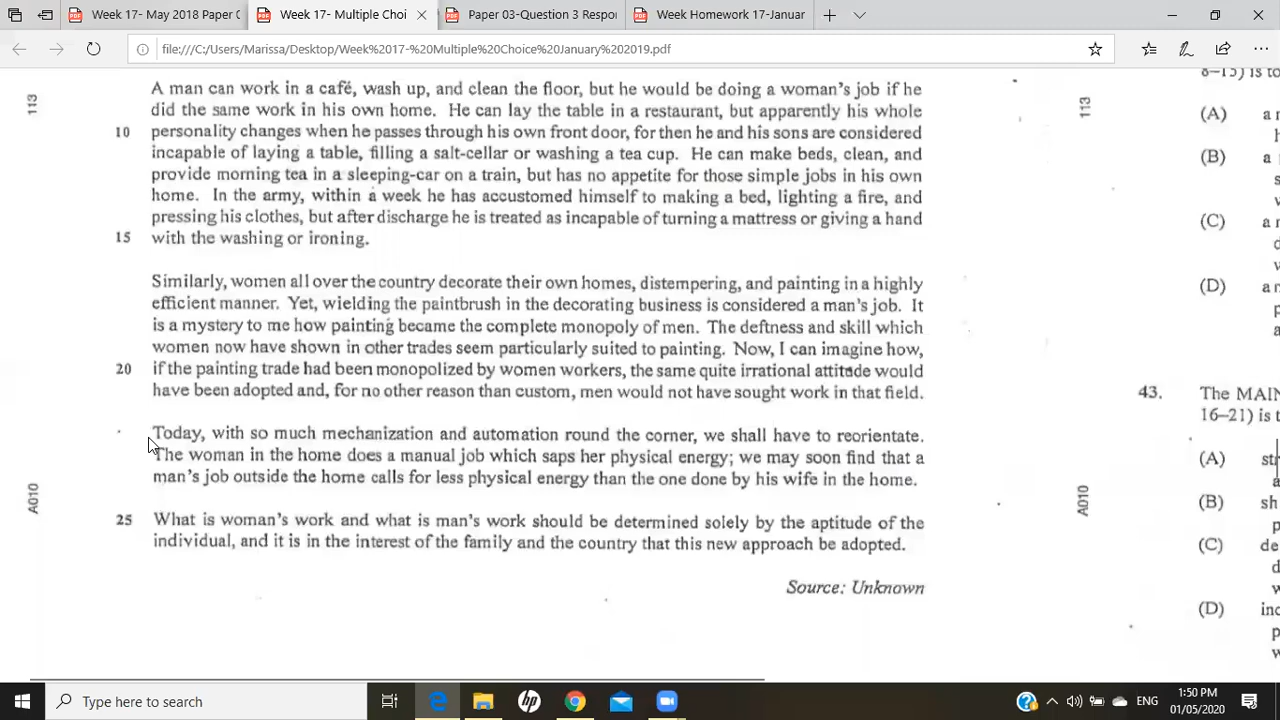 Week 17- May 2018 Paper (
Week 17- Multiple Choi
Paper 03-Question 3 Respor
Week Homework 17-Januar
file:///C:/Users/Marissa/Desktop/Week%2017-%20Multiple%20Choice%20January%202019.pdf
A man can work in a café, wash up, and clean the floor, but he would be doing a woman's job if he
did the same work in his own home. He can lay the table in a restaurant, but apparently his whole
10 personality changes when he passes through his own front door, for then he and his sons are considered
incapable of laying a table, filling a salt-cellar or washing a tea cup. He can make beds, clean, and
provide morning tea in a sleeping-car on a train, but has no appetite for those simple jobs in his own
home. In the army, within a week he has accustomed himself to making a bed, lighting a fire, and
pressing his clothes, but after discharge he is treated as incapable of turning a mattress or giving a hand
15 with the washing or ironing.
Similarly, women all over the country decorate their own homes, distempering, and painting in a highly
efficient manner. Yet, wielding the paintbrush in the decorating business is considered a man's job. It
is a mystery to me how painting became the complete monopoly of men. The deftness and skill which
women now have shown in other trades seem particularly suited to painting. Now, I can imagine how,
20 if the painting trade had been monopolized by women workers, the same quite irrational attitude would
have been adopted and, for no other reason than custom, men would not have sought work in that field.
Today, with so much mechanization and automation round the corner, we shall have to reorientate.
The woman in the home does a manual job which saps her physical energy; we may soon find that a
man's job outside the home calls for less physical energy than the one done by his wife in the home.
25 What is woman's work and what is man's work should be determined solely by the aptitude of the
individual, and it is in the interest of the family and the country that this new approach be adopted.
Source: Unknown
113
A010
113
A010
8–15) is to
(A)
(B)
(C)
(D)
43. The MAIN
16–21) is t
(A) str
(B) sh
(C) de
(D) inc
Type here to search
ENG
1:50 PM
01/05/2020